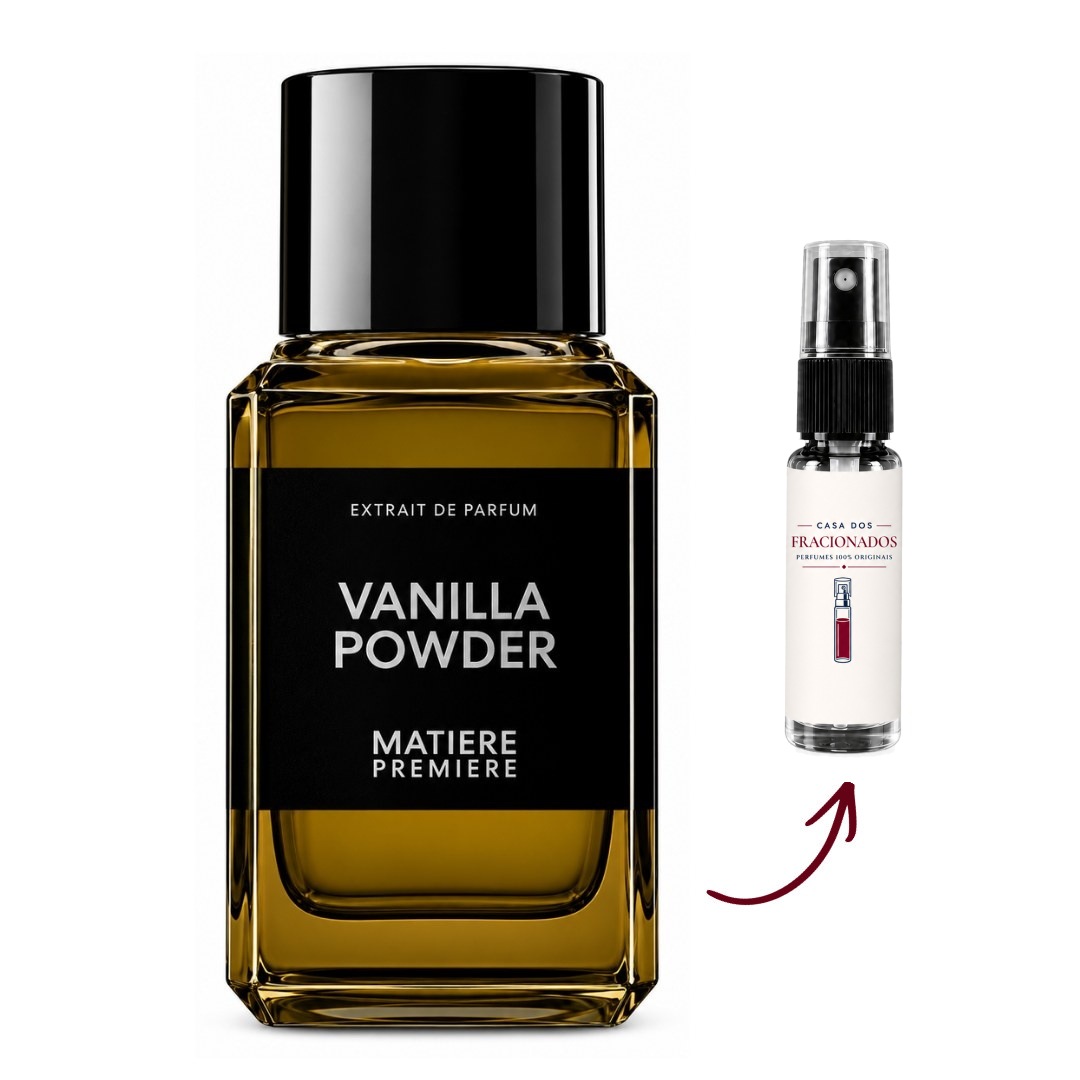 EXTRAIT DE PARFUM
VANILLA
POWDER
MATIERE
PREMIERE
CASA DOS
FRACIONADOS
PERFUMES 100% ORIGINAIS